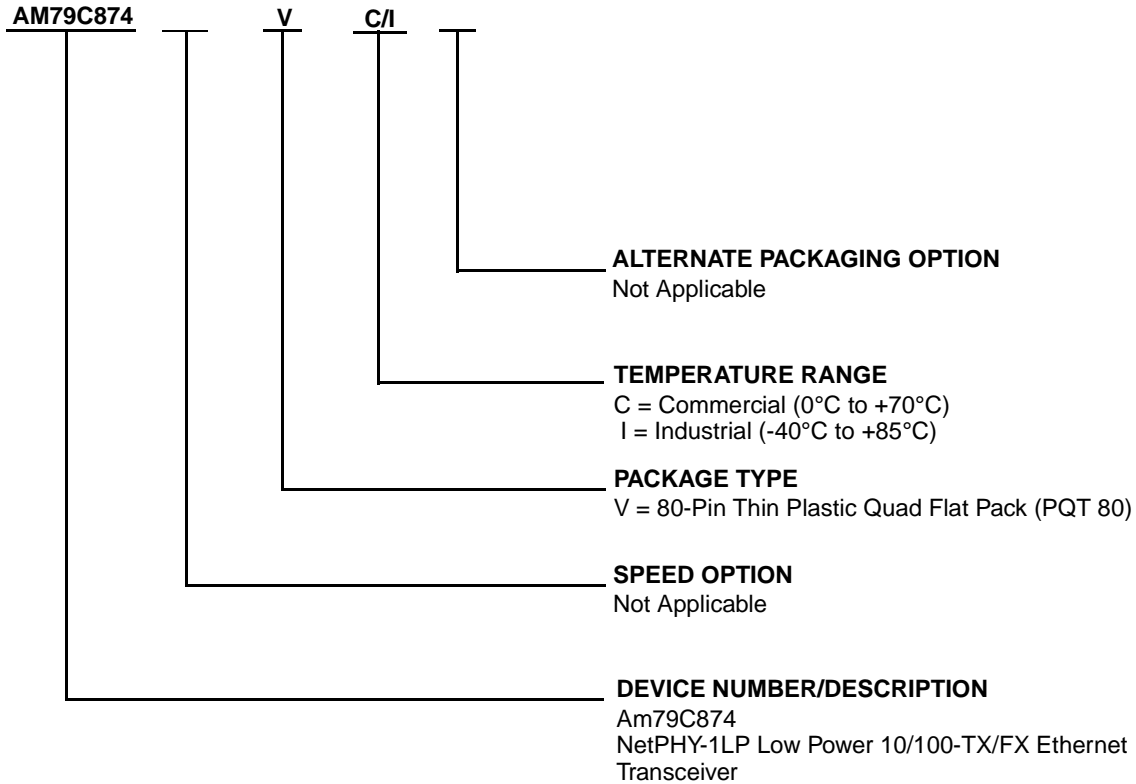 AM79C874 V C/I
ALTERNATE PACKAGING OPTION
Not Applicable
TEMPERATURE RANGE
C = Commercial (0°C to +70°C)
I = Industrial (-40°C to +85°C)
PACKAGE TYPE
V = 80-Pin Thin Plastic Quad Flat Pack (PQT 80)
SPEED OPTION
Not Applicable
DEVICE NUMBER/DESCRIPTION
Am79C874
NetPHY-1LP Low Power 10/100-TX/FX Ethernet
Transceiver